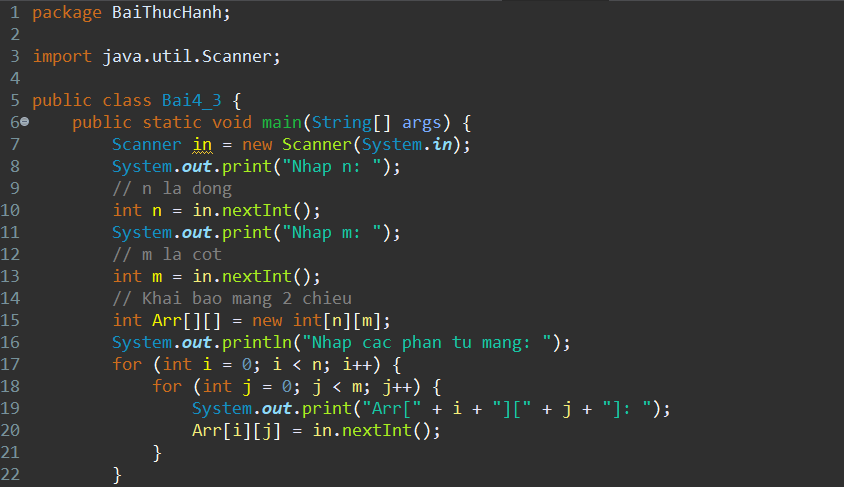 1 package BaiThucHanh;
2
3 import java.util.Scanner;
4
5 public class Bai4_3 {
6 public static void main(String[] args) {
7 Scanner in = new Scanner(System.in);
8 System.out.print("Nhap n: ");
9 // n la dong
10 int n = in.nextInt();
11 System.out.print("Nhap m: ");
12 // m la cot
13 int m = in.nextInt();
14 // Khai bao mang 2 chieu
15 int Arr[][] = new int[n][m];
16 System.out.println("Nhap cac phan tu mang: ");
17 for (int i = 0; i < n; i++) {
18 for (int j = 0; j < m; j++) {
19 System.out.print("Arr[" + i + "][" + j + "]: ");
20 Arr[i][j] = in.nextInt();
21 }
22 }